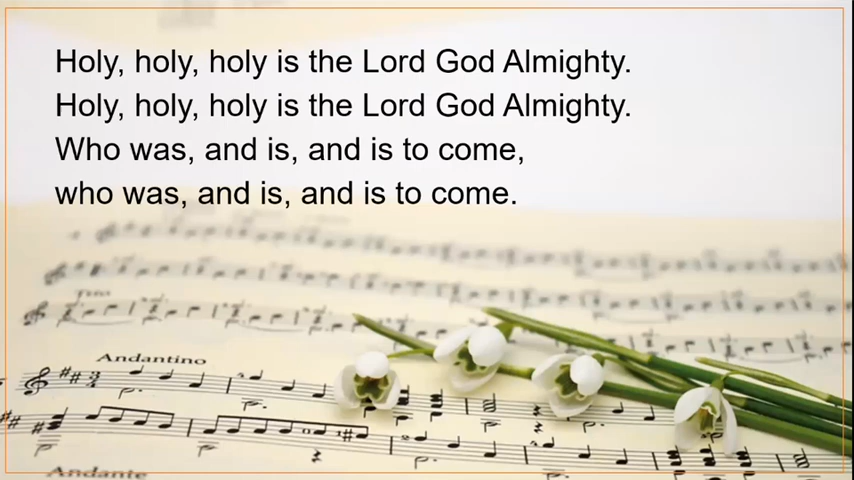 Holy, holy, holy is the Lord God Almighty.
Holy, holy, holy is the Lord God Almighty.
Who was, and is, and is to come,
who was, and is, and is to come.
Trio
Andantino
Andante